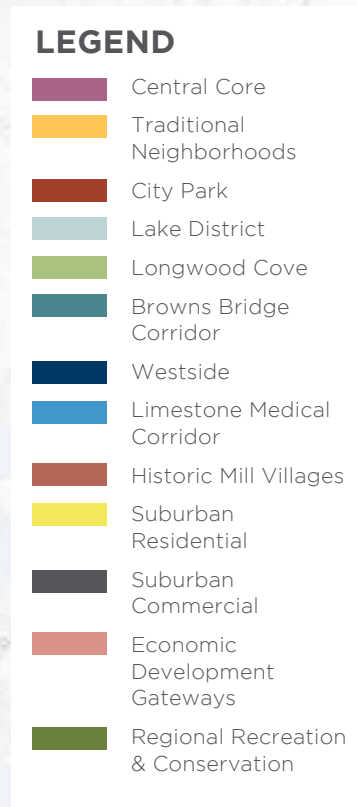 LEGEND
Central Core
Traditional
Neighborhoods
City Park
Lake District
Longwood Cove
Browns Bridge
Corridor
Westside
Limestone Medical
Corridor
Historic Mill Villages
Suburban
Residential
Suburban
Commercial
Economic
Development
Gateways
Regional Recreation
& Conservation